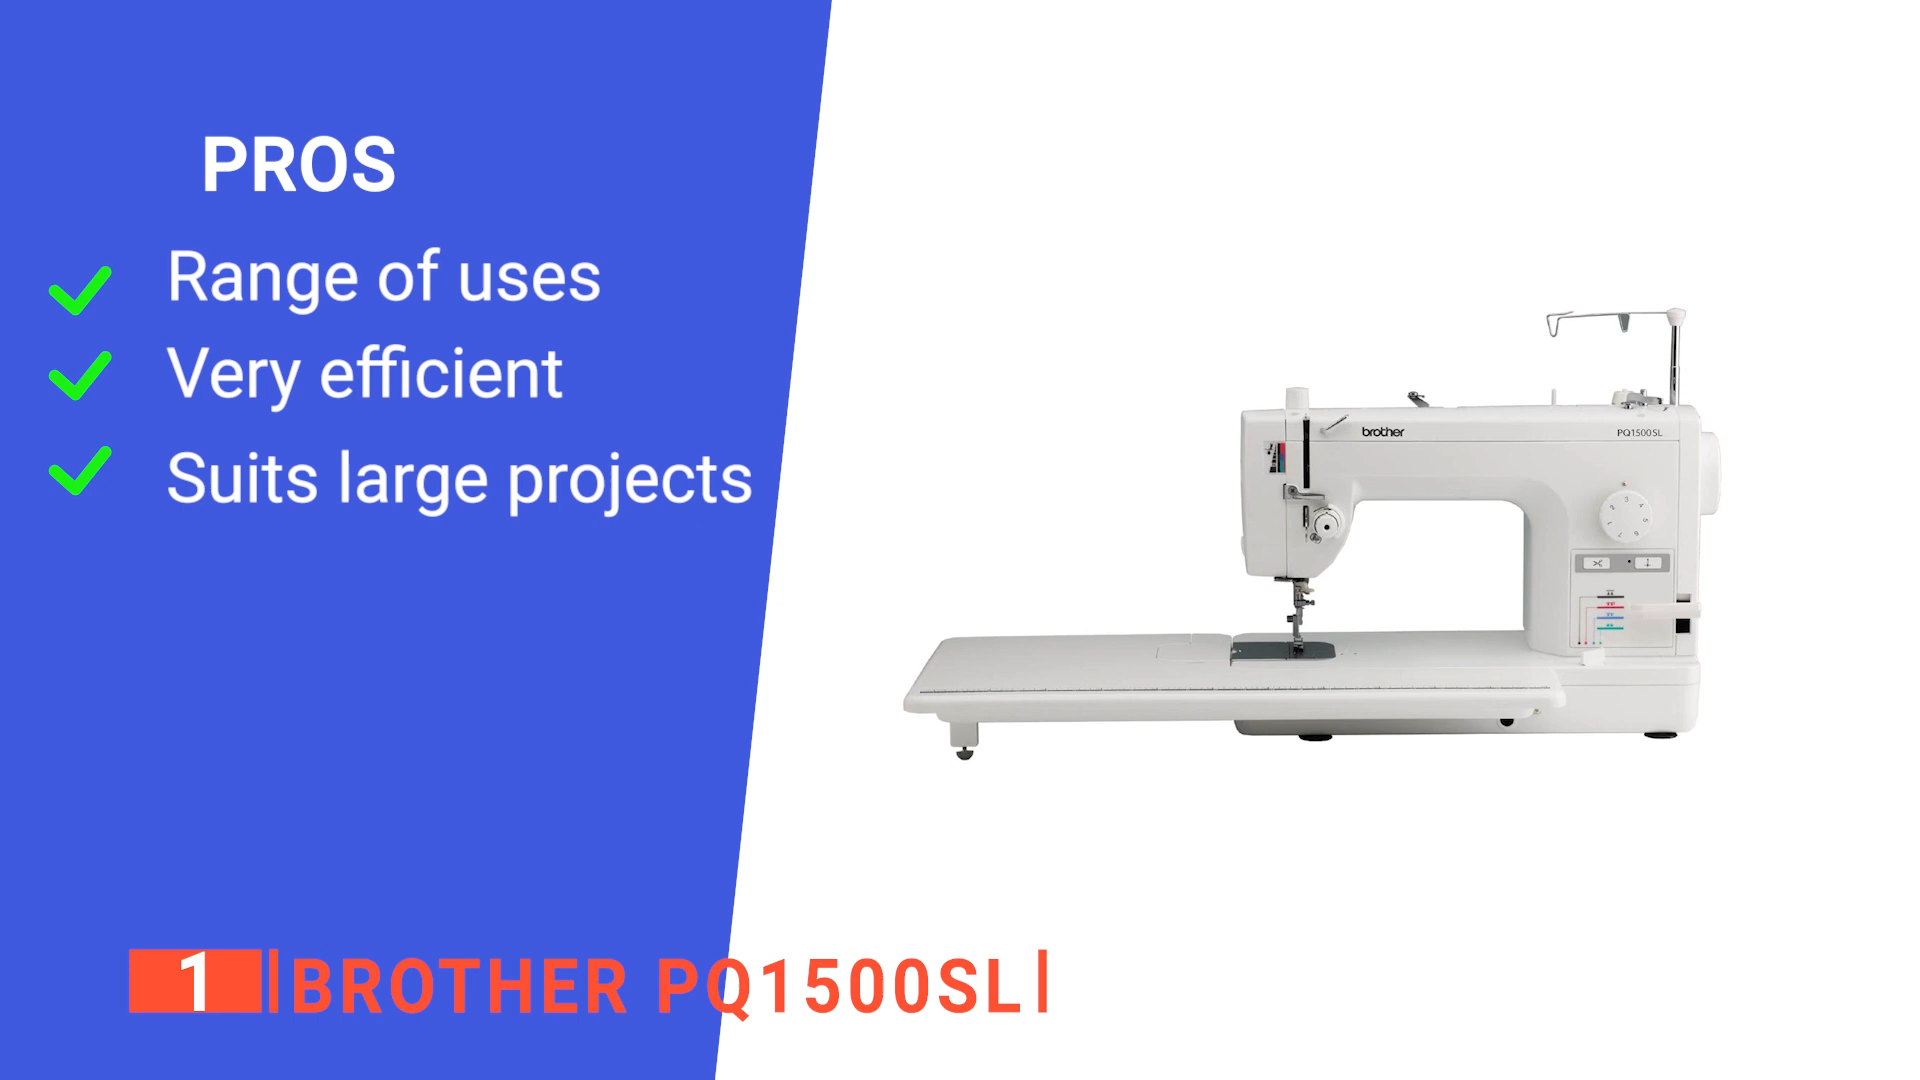 PROS
Range of uses
Very efficient
Suits large projects
brother
PQ1500SL
1
BROTHER PQ1500SL